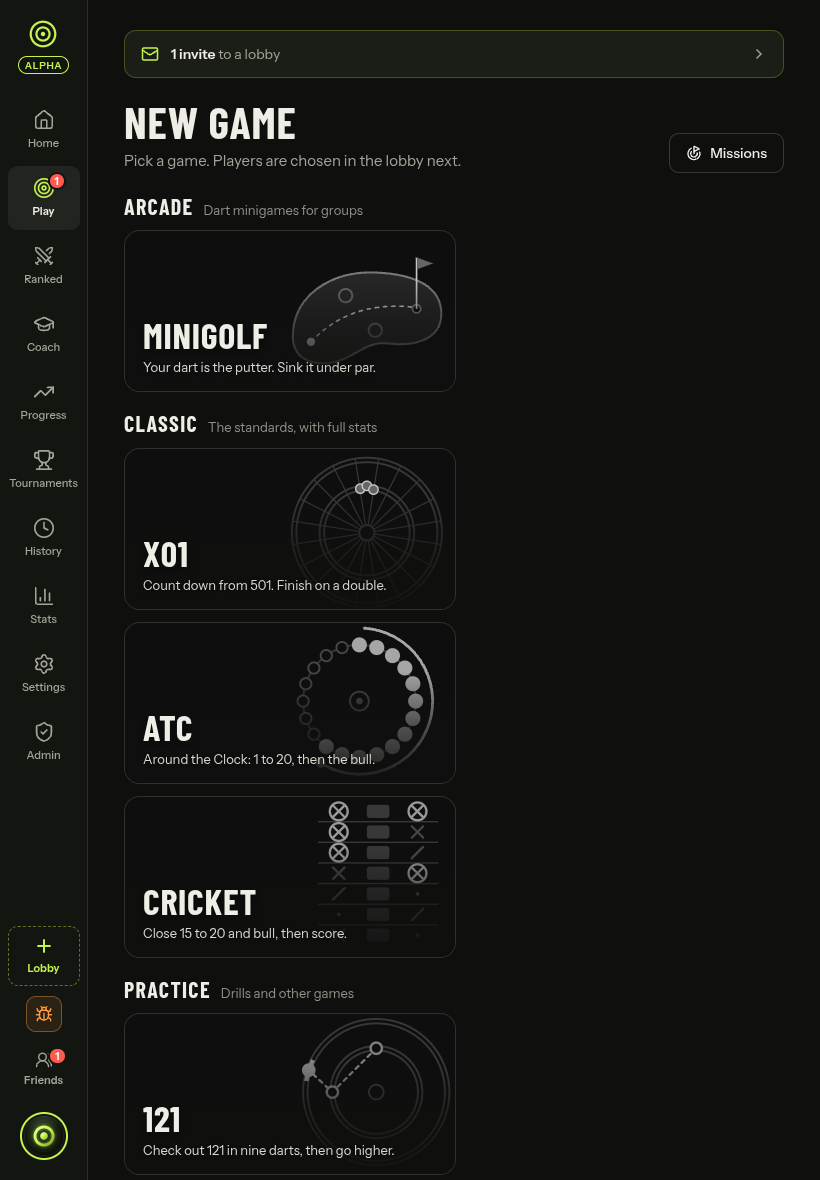 ALPHA
Home
1
Play
Ranked
Coach
Progress
Tournaments
History
Stats
Settings
Admin
Lobby
1
Friends
1 invite to a lobby
NEW GAME
Pick a game. Players are chosen in the lobby next.
Missions
ARCADE Dart minigames for groups
MINIGOLF
Your dart is the putter. Sink it under par.
CLASSIC The standards, with full stats
X01
Count down from 501. Finish on a double.
ATC
Around the Clock: 1 to 20, then the bull.
CRICKET
Close 15 to 20 and bull, then score.
PRACTICE Drills and other games
121
Check out 121 in nine darts, then go higher.